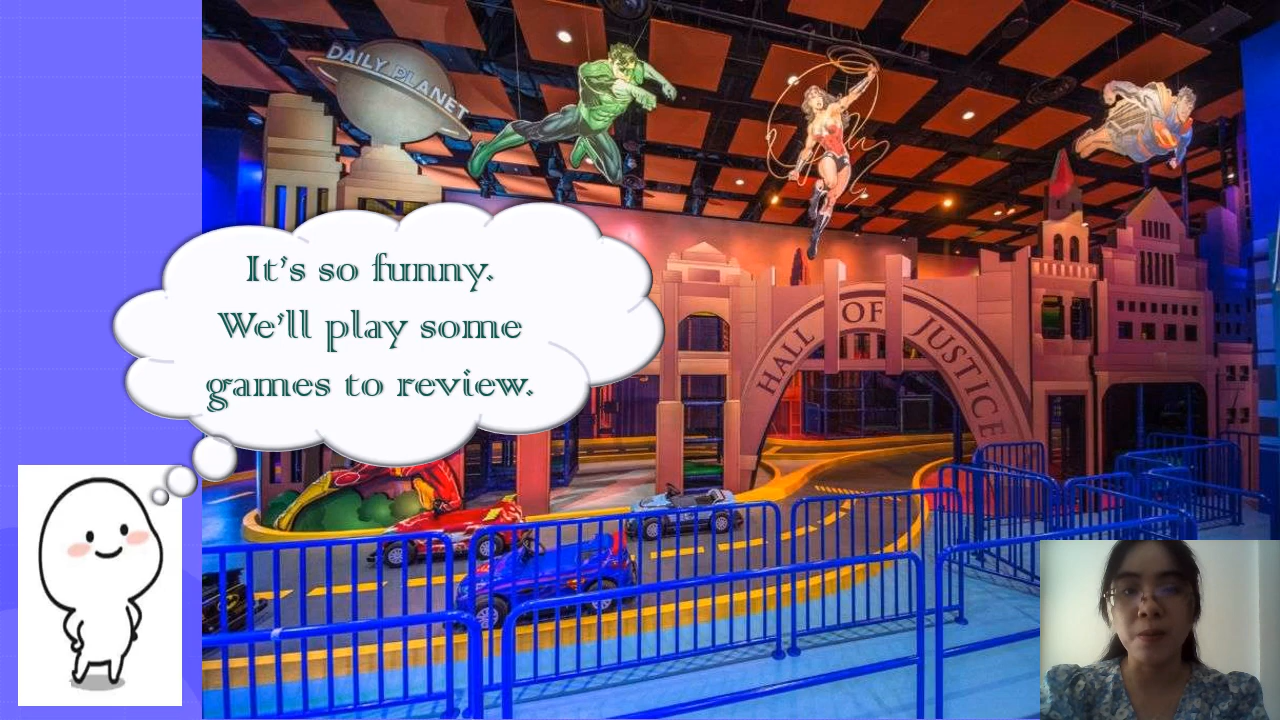 DAILY PLANET
It's so funny.
We'll play some
games to review.
HALL OF JUSTICE